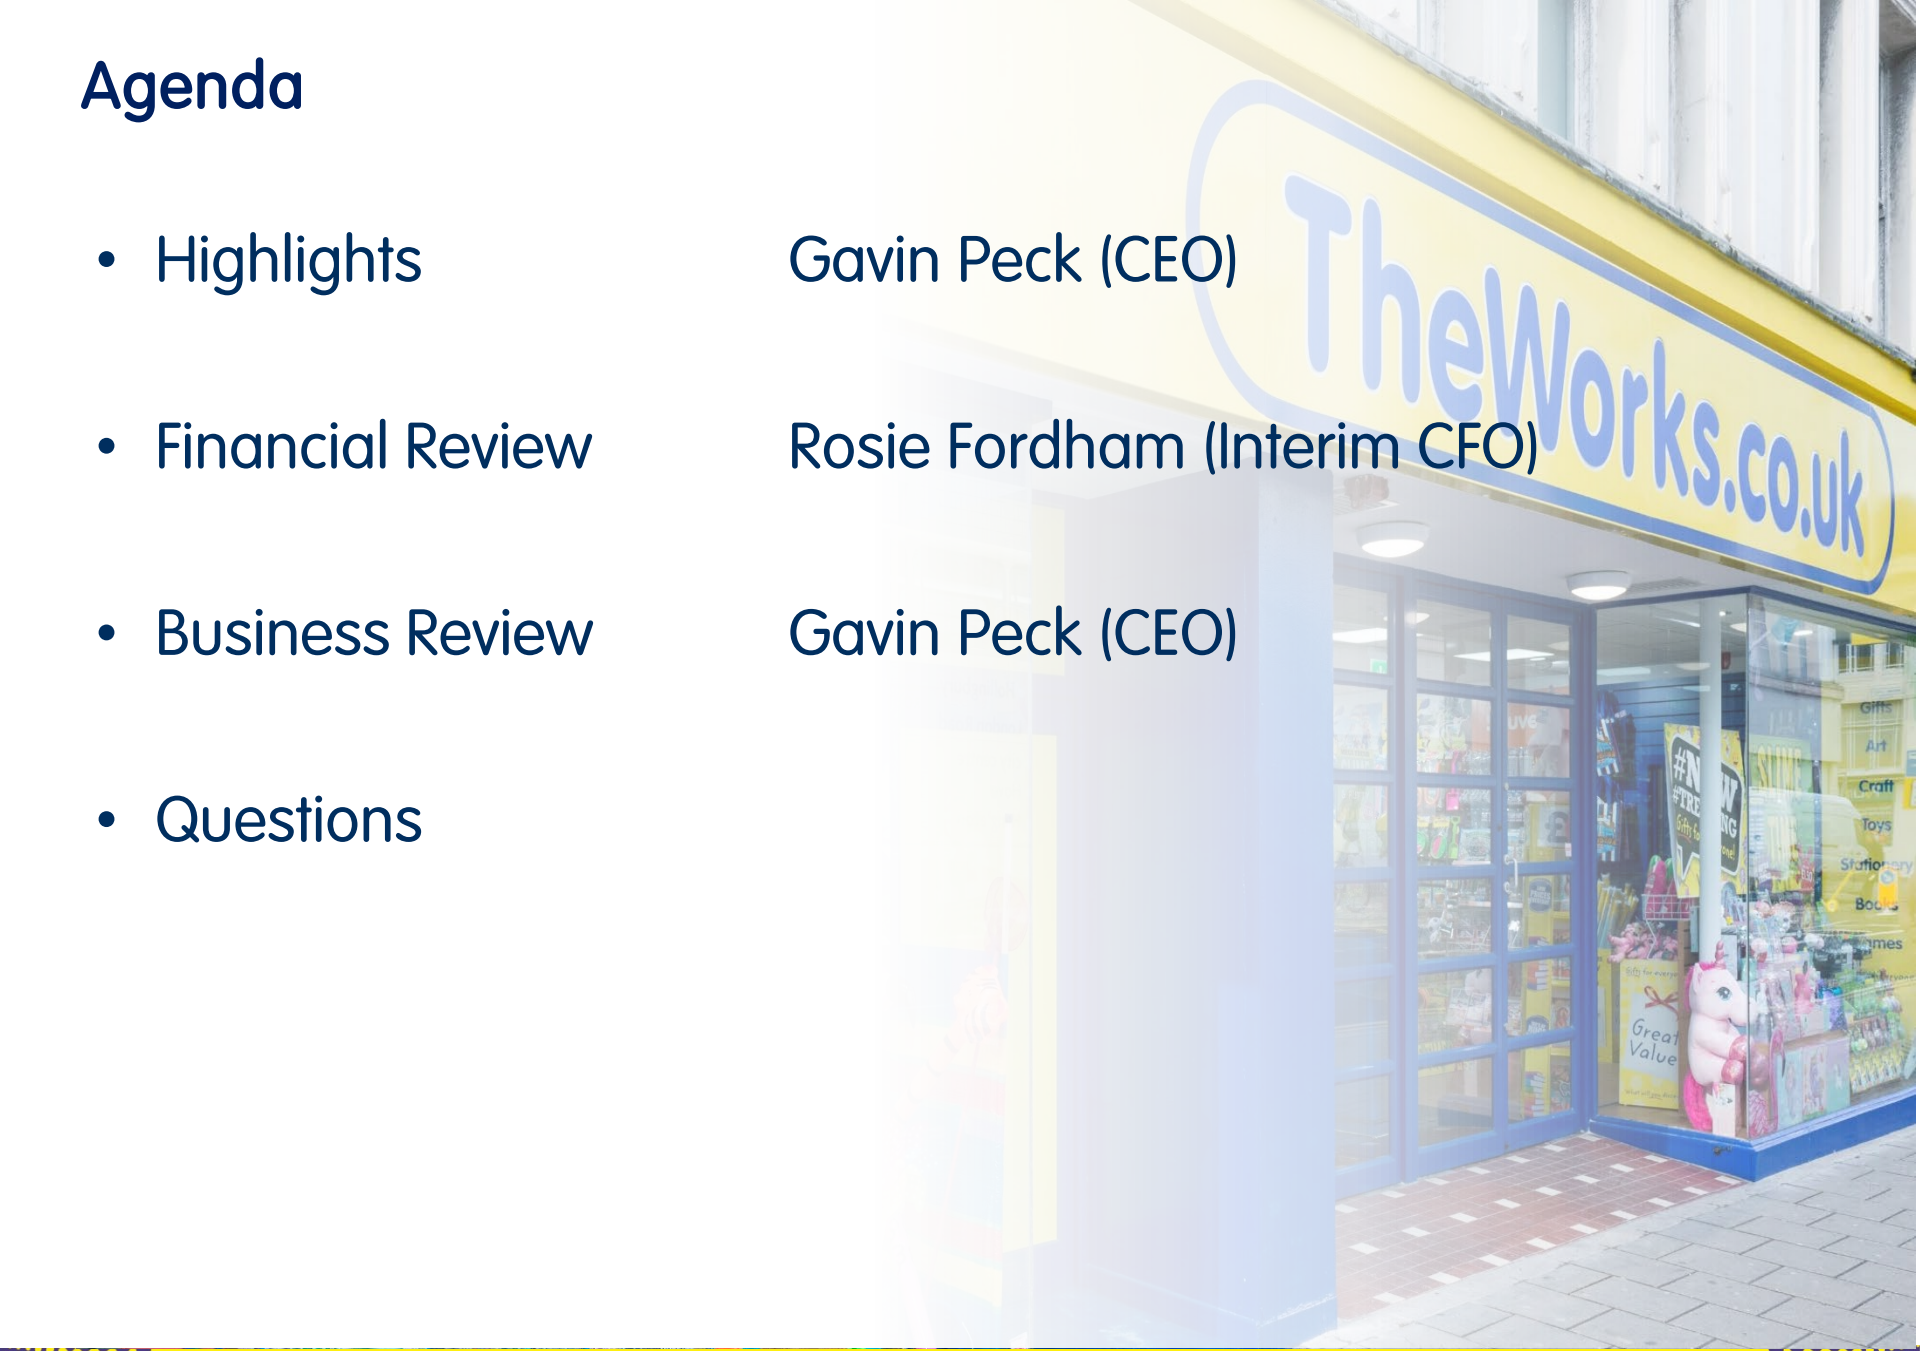 Agenda
• Highlights Gavin Peck (CEO)
• Financial Review Rosie Fordham (Interim CFO)
• Business Review Gavin Peck (CEO)
• Questions
TheWorks.co.uk
Gifts
Art
Craft
Toys
Stationery
Great
Value